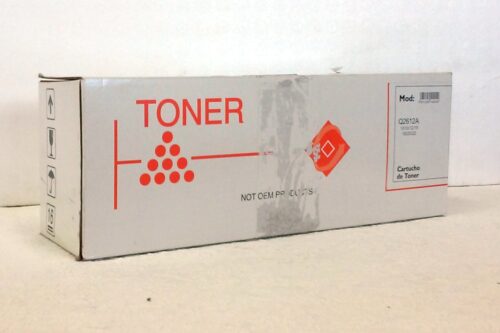 TONER
NOT OEM PRODUCTS
Mod:
Q2612A
Cartucho
de Toner